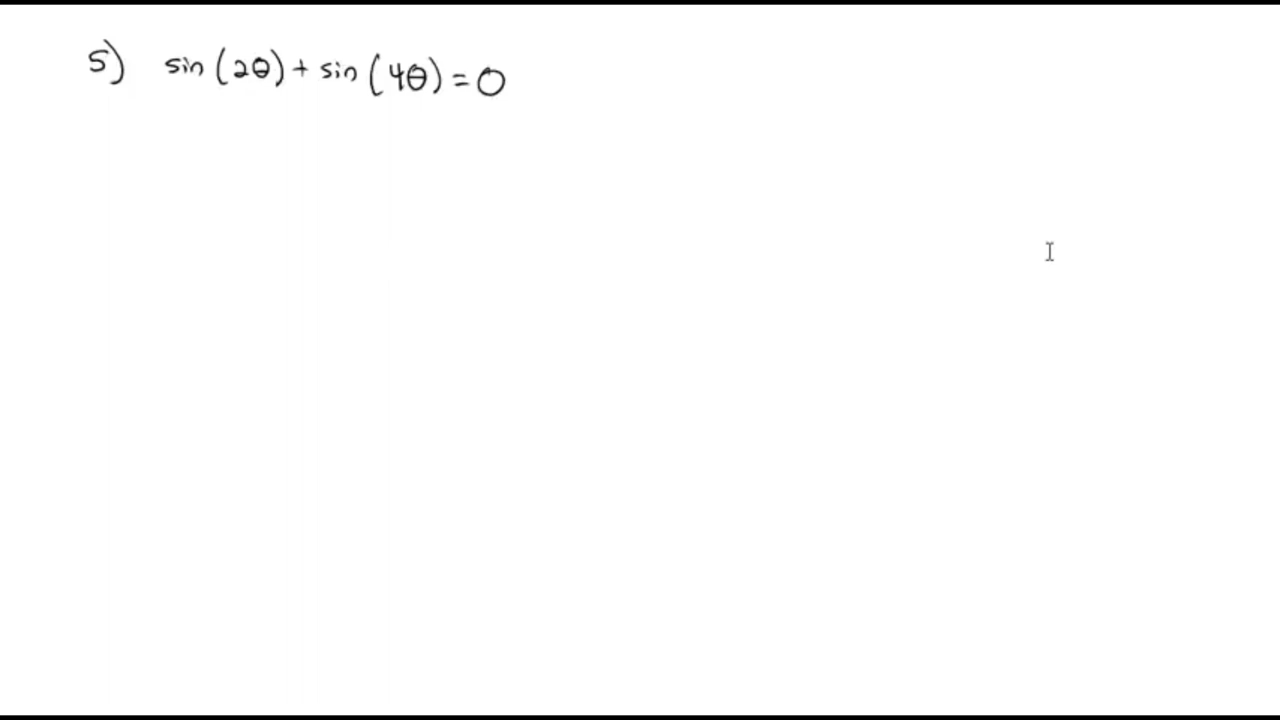 5) sin(2θ) + sin(4θ) = 0